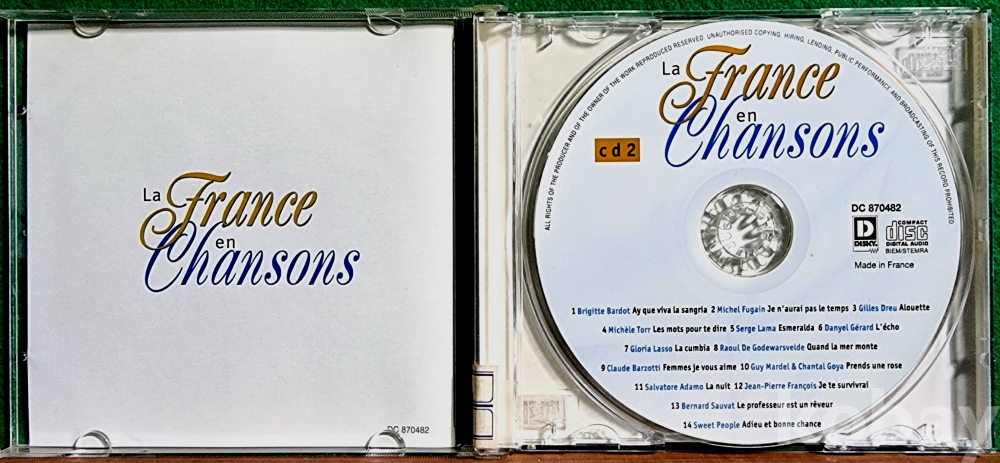 La France
en
Chansons
DC 870482
ALL RIGHTS OF THE PRODUCER AND OF THE OWNER OF THE WORK REPRODUCED RESERVED. UNAUTHORISED COPYING, HIRING, LENDING, PUBLIC PERFORMANCE AND BROADCASTING OF THIS RECORD PROHIBITED
La France
en
Chansons
cd2
DC 870482
D
DISKY
COMPACT
disc
DIGITAL AUDIO
BIEM/STEMRA
Made in France
1 Brigitte Bardot Ay que viva la sangria 2 Michel Fugain Je n'aurai pas le temps 3 Gilles Dreu Alouette
4 Michèle Torr Les mots pour te dire 5 Serge Lama Esmeralda 6 Danyel Gérard L'écho
7 Gloria Lasso La cumbia 8 Raoul De Godewarsvelde Quand la mer monte
9 Claude Barzotti Femmes je vous aime 10 Guy Mardel & Chantal Goya Prends une rose
11 Salvatore Adamo La nuit 12 Jean-Pierre François Je te survivrai
13 Bernard Sauvat Le professeur est un rêveur
14 Sweet People Adieu et bonne chance